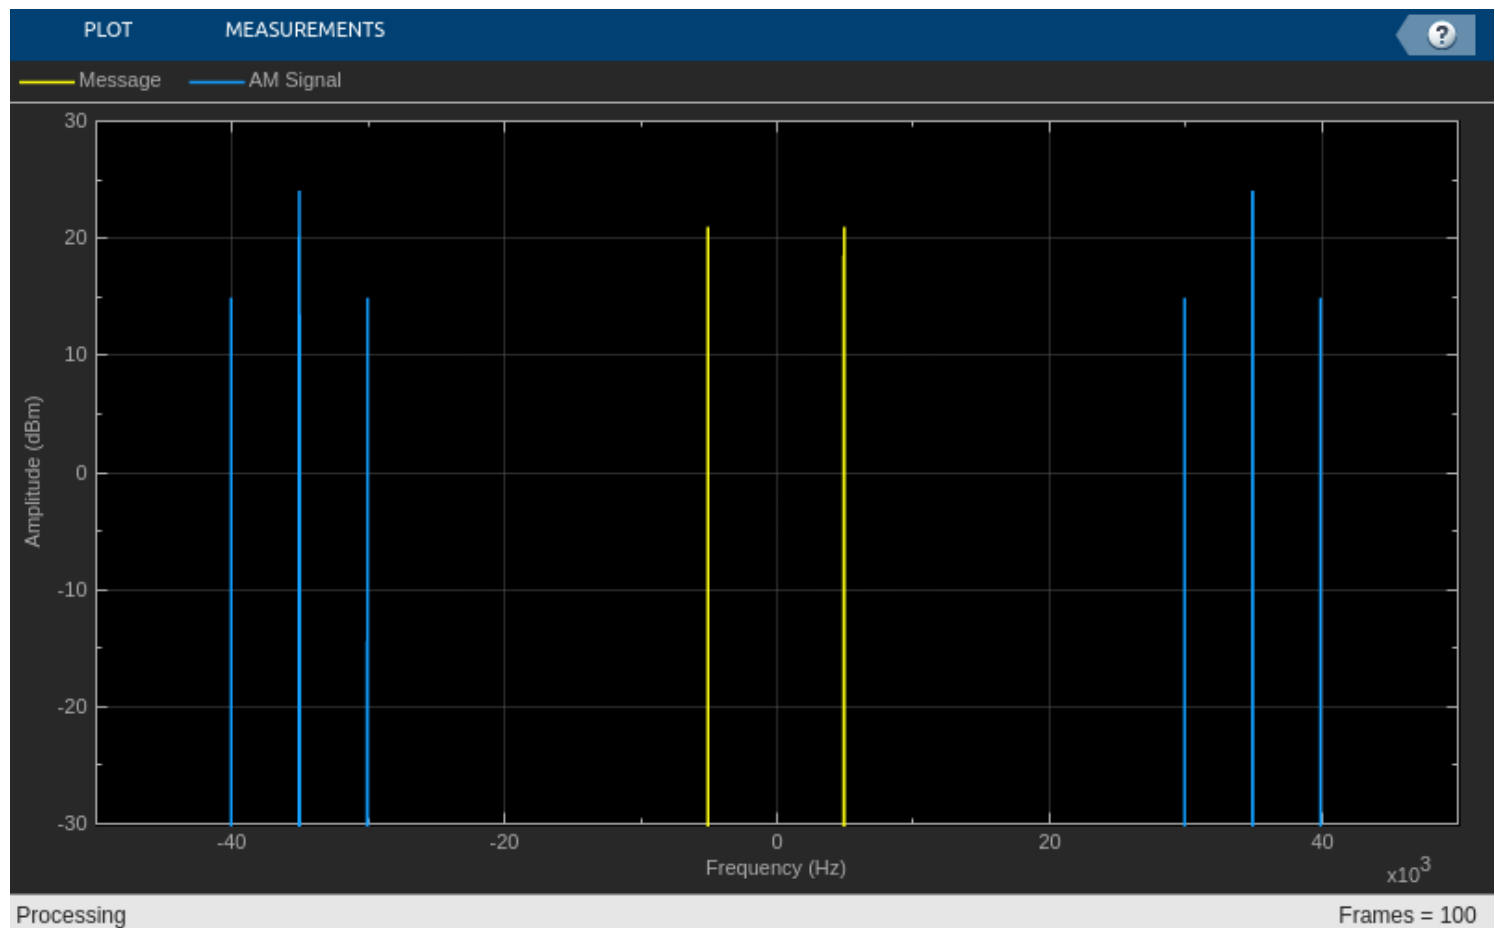 PLOT MEASUREMENTS ?
Message AM Signal
30
20
10
0
-10
-20
-30
Amplitude (dBm)
-40 -20 0 20 40
Frequency (Hz)
x10³
Processing Frames = 100